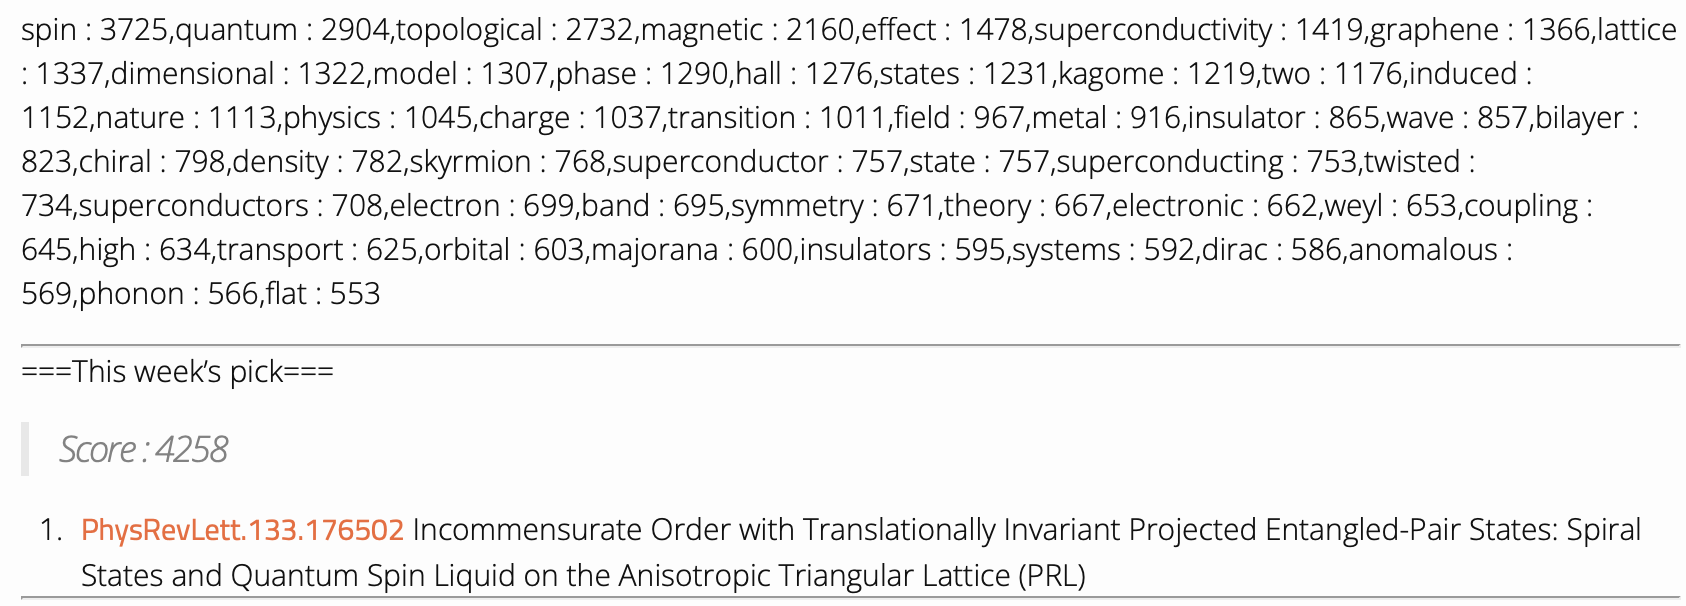 spin : 3725,quantum : 2904,topological : 2732,magnetic : 2160,effect : 1478,superconductivity : 1419,graphene : 1366,lattice
: 1337,dimensional : 1322,model : 1307,phase : 1290,hall : 1276,states : 1231,kagome : 1219,two : 1176,induced :
1152,nature : 1113,physics : 1045,charge : 1037,transition : 1011,field : 967,metal : 916,insulator : 865,wave : 857,bilayer :
823,chiral : 798,density : 782,skyrmion : 768,superconductor : 757,state : 757,superconducting : 753,twisted :
734,superconductors : 708,electron : 699,band : 695,symmetry : 671,theory : 667,electronic : 662,weyl : 653,coupling :
645,high : 634,transport : 625,orbital : 603,majorana : 600,insulators : 595,systems : 592,dirac : 586,anomalous :
569,phonon : 566,flat : 553
===This week’s pick===
Score : 4258
1. PhysRevLett.133.176502 Incommensurate Order with Translationally Invariant Projected Entangled-Pair States: Spiral
States and Quantum Spin Liquid on the Anisotropic Triangular Lattice (PRL)